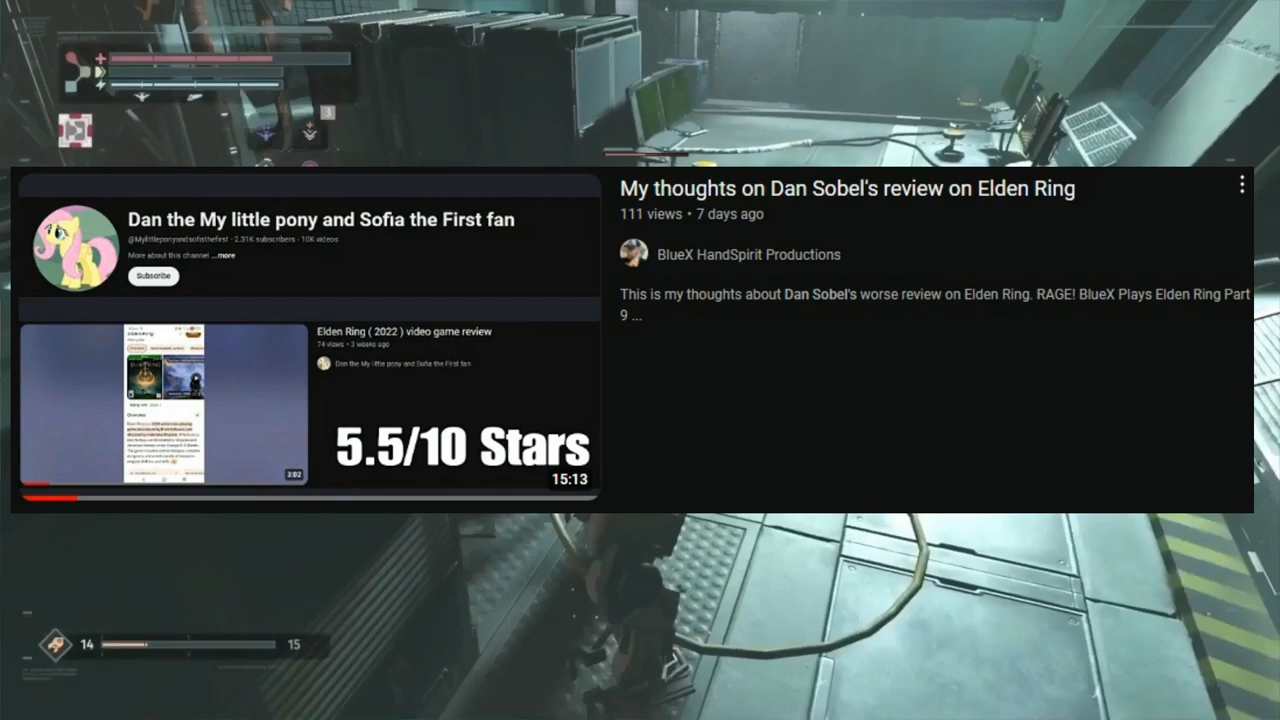 3
Dan the My little pony and Sofia the First fan
@Mylittleponyandsofiathefirst · 2.31K subscribers · 10K videos
More about this channel ...more
Subscribe
Elden Ring ( 2022 ) video game review
74 views • 3 weeks ago
Dan the My little pony and Sofia the First fan
3:02
5.5/10 Stars
15:13
My thoughts on Dan Sobel's review on Elden Ring
111 views • 7 days ago
BlueX HandSpirit Productions
This is my thoughts about Dan Sobel's worse review on Elden Ring. RAGE! BlueX Plays Elden Ring Part
9 ...
14
15